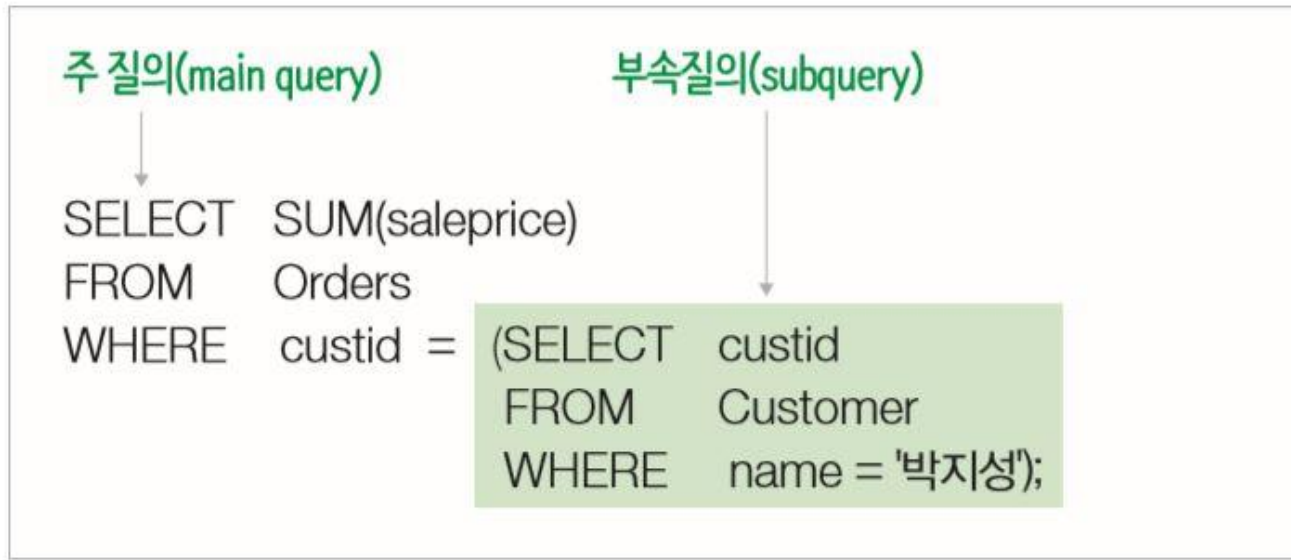 주 질의(main query) 부속질의(subquery)
SELECT SUM(saleprice)
FROM Orders
WHERE custid = (SELECT custid
FROM Customer
WHERE name = '박지성');